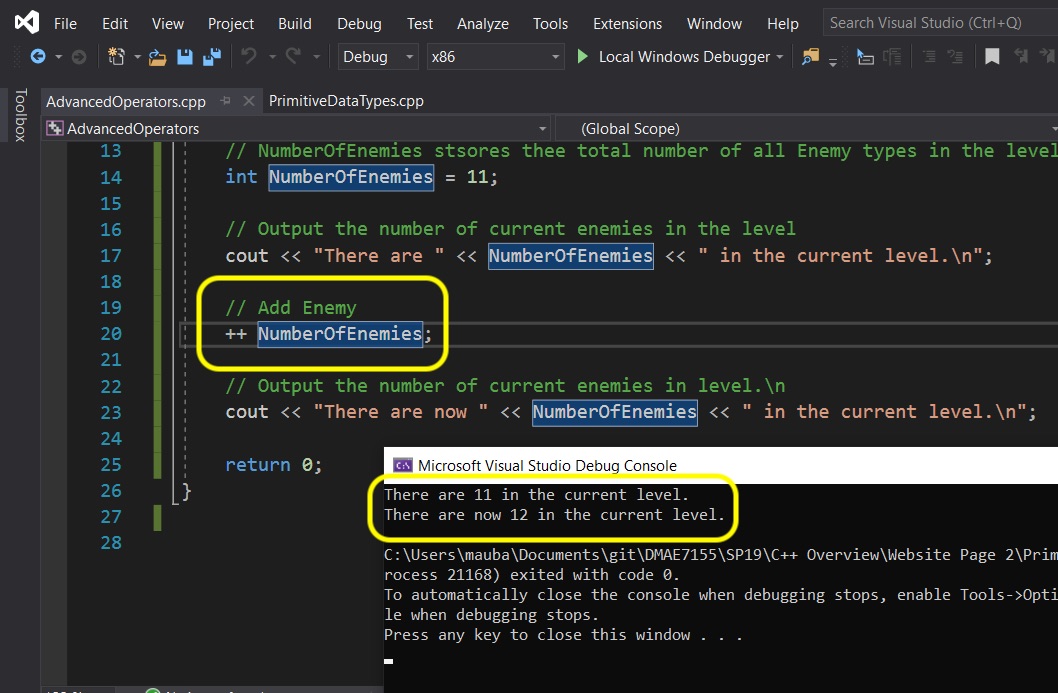 File Edit View Project Build Debug Test Analyze Tools Extensions Window Help Search Visual Studio (Ctrl+Q)
Debug x86 Local Windows Debugger
Toolbox
AdvancedOperators.cpp PrimitiveDataTypes.cpp
AdvancedOperators (Global Scope)
13 // NumberOfEnemies stsores thee total number of all Enemy types in the level
14 int NumberOfEnemies = 11;
15
16 // Output the number of current enemies in the level
17 cout << "There are " << NumberOfEnemies << " in the current level.\n";
18
19 // Add Enemy
20 ++ NumberOfEnemies;
21
22 // Output the number of current enemies in level.\n
23 cout << "There are now " << NumberOfEnemies << " in the current level.\n";
24
25 return 0;
26 }
27
28
C:\ Microsoft Visual Studio Debug Console
There are 11 in the current level.
There are now 12 in the current level.
C:\Users\mauba\Documents\git\DMAE7155\SP19\C++ Overview\Website Page 2\Prim
rocess 21168) exited with code 0.
To automatically close the console when debugging stops, enable Tools->Opti
le when debugging stops.
Press any key to close this window . . .